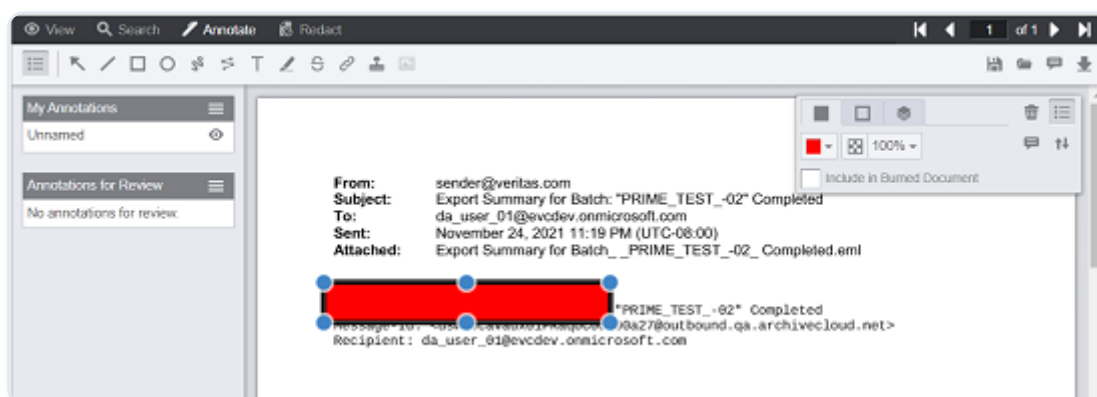 View Search Annotate Redact 1 of 1
T S
My Annotations
Unnamed
Annotations for Review
No annotations for review.
100%
Include in Burned Document
From: sender@veritas.com
Subject: Export Summary for Batch: "PRIME_TEST_-02" Completed
To: da_user_01@evcdev.onmicrosoft.com
Sent: November 24, 2021 11:19 PM (UTC-08:00)
Attached: Export Summary for Batch_ _PRIME_TEST_-02_ Completed.eml
"PRIME_TEST_-02" Completed
Recipient: da_user_01@evcdev.onmicrosoft.com